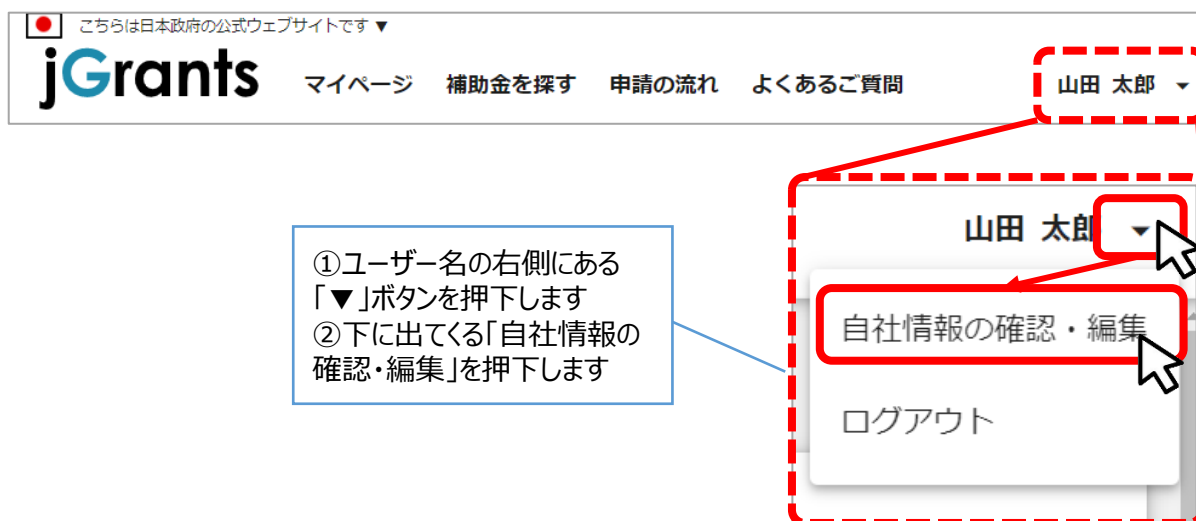 こちらは日本政府の公式ウェブサイトです ▼
jGrants マイページ 補助金を探す 申請の流れ よくあるご質問 山田 太郎 ▼
山田 太郎 ▼
①ユーザー名の右側にある
「▼」ボタンを押下します
②下に出てくる「自社情報の
確認・編集」を押下します
自社情報の確認・編集
ログアウト